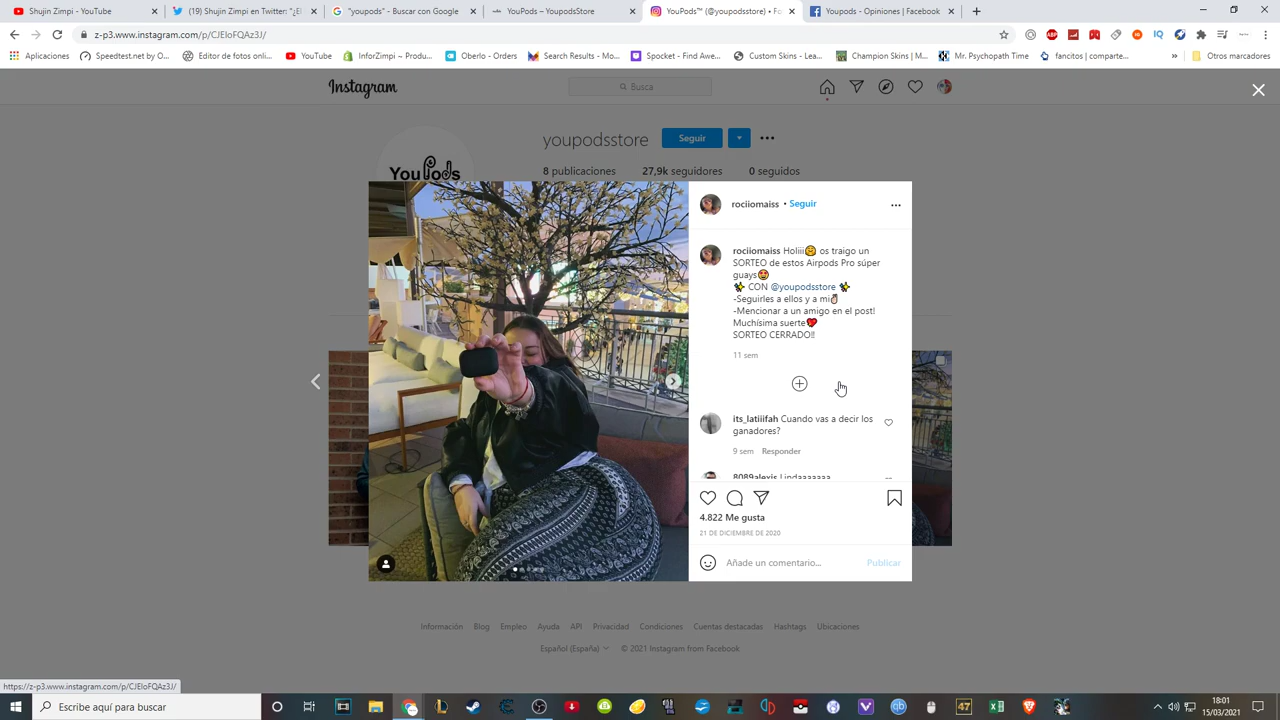 Shujin Zimpi - YouTube
(3) Shujin Zimpi en Twitter: "¿El
"youpods" - Buscar con Google
YouPods – YoupodsStore
YouPods™ (@youpodsstore) • F
Youpods - Opiniones | Facebook
z-p3.www.instagram.com/p/CJEIoFQAz3J/
Aplicaciones
Speedtest.net by O...
Editor de fotos onli...
YouTube
InforZimpi ~ Produ...
Oberlo - Orders
Search Results - Mo...
Spocket - Find Awe...
Custom Skins - Lea...
Champion Skins | M...
Mr. Psychopath Time
fancitos | comparte...
Otros marcadores
Instagram
Busca
youpodsstore
Seguir
YouPods
8 publicaciones
27,9k seguidores
0 seguidos
rociiomaiss • Seguir
rociiomaiss Holiii🤗 os traigo un
SORTEO de estos Airpods Pro súper
guays😍
✨ CON @youpodsstore ✨
-Seguirles a ellos y a mi
-Mencionar a un amigo en el post!
Muchísima suerte💖
SORTEO CERRADO!!
11 sem
its_latiiifah Cuando vas a decir los
ganadores?
9 sem Responder
8089alexis Lindaaaaaaa
4.822 Me gusta
21 DE DICIEMBRE DE 2020
Añade un comentario...
Publicar
Información
Blog
Empleo
Ayuda
API
Privacidad
Condiciones
Cuentas destacadas
Hashtags
Ubicaciones
Español (España)
© 2021 Instagram from Facebook
https://z-p3.www.instagram.com/p/CJEIoFQAz3J/
Escribe aquí para buscar
18:01
15/03/2021